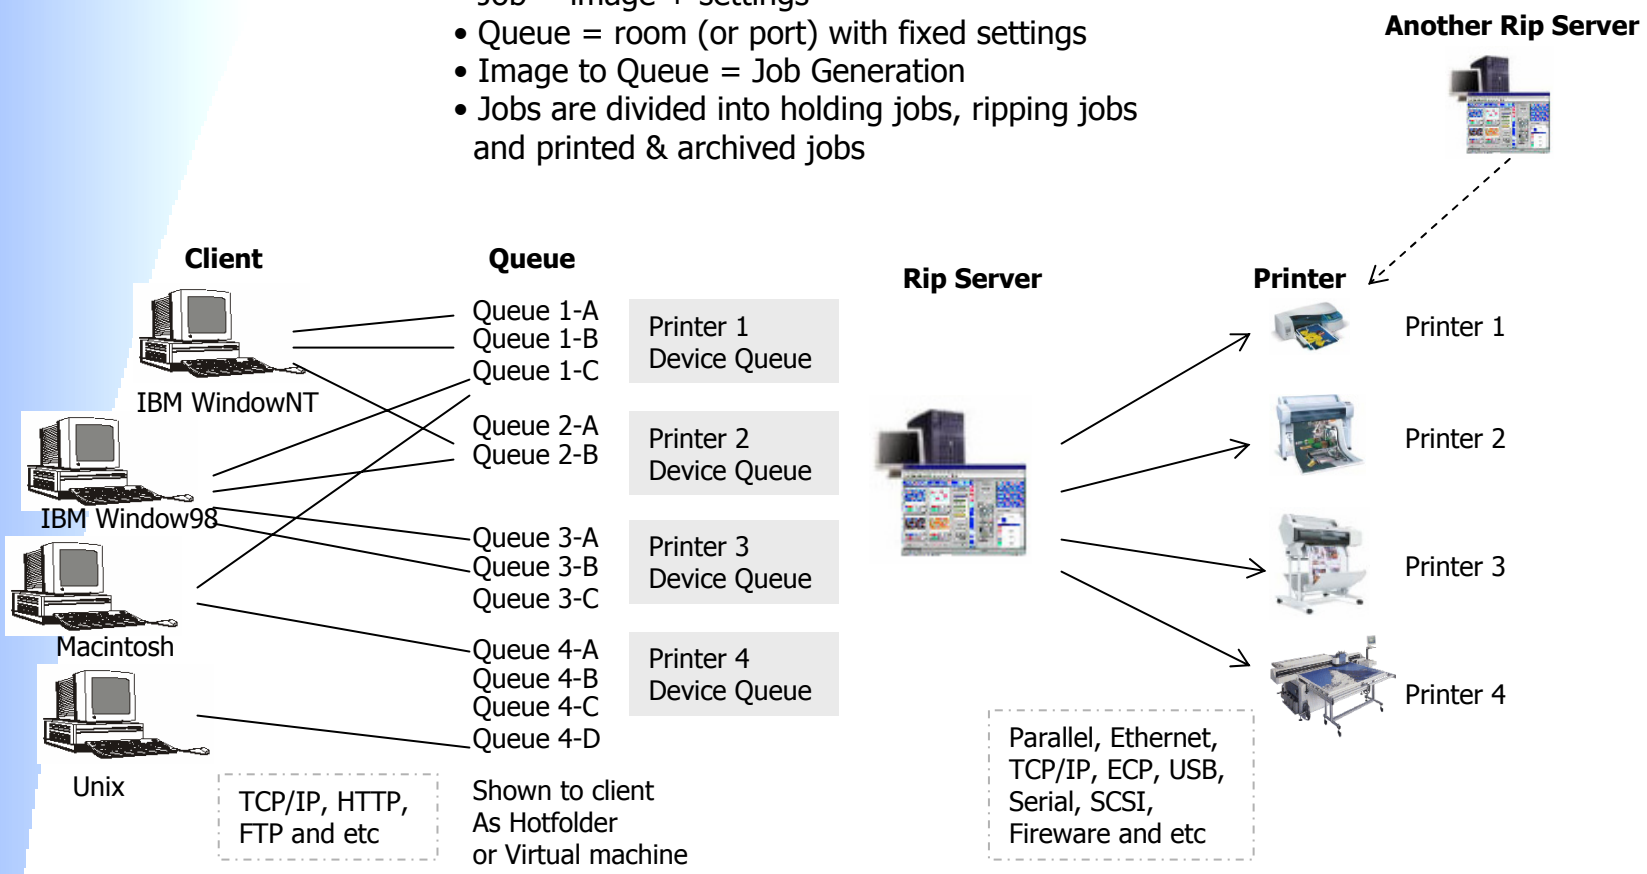 Job = image + settings
• Queue = room (or port) with fixed settings
• Image to Queue = Job Generation
• Jobs are divided into holding jobs, ripping jobs
and printed & archived jobs
Another Rip Server
Client
Queue
Rip Server
Printer
IBM WindowNT
IBM Window98
Macintosh
Unix
Queue 1-A
Queue 1-B
Queue 1-C
Queue 2-A
Queue 2-B
Queue 3-A
Queue 3-B
Queue 3-C
Queue 4-A
Queue 4-B
Queue 4-C
Queue 4-D
Printer 1
Device Queue
Printer 2
Device Queue
Printer 3
Device Queue
Printer 4
Device Queue
Printer 1
Printer 2
Printer 3
Printer 4
TCP/IP, HTTP,
FTP and etc
Shown to client
As Hotfolder
or Virtual machine
Parallel, Ethernet,
TCP/IP, ECP, USB,
Serial, SCSI,
Fireware and etc